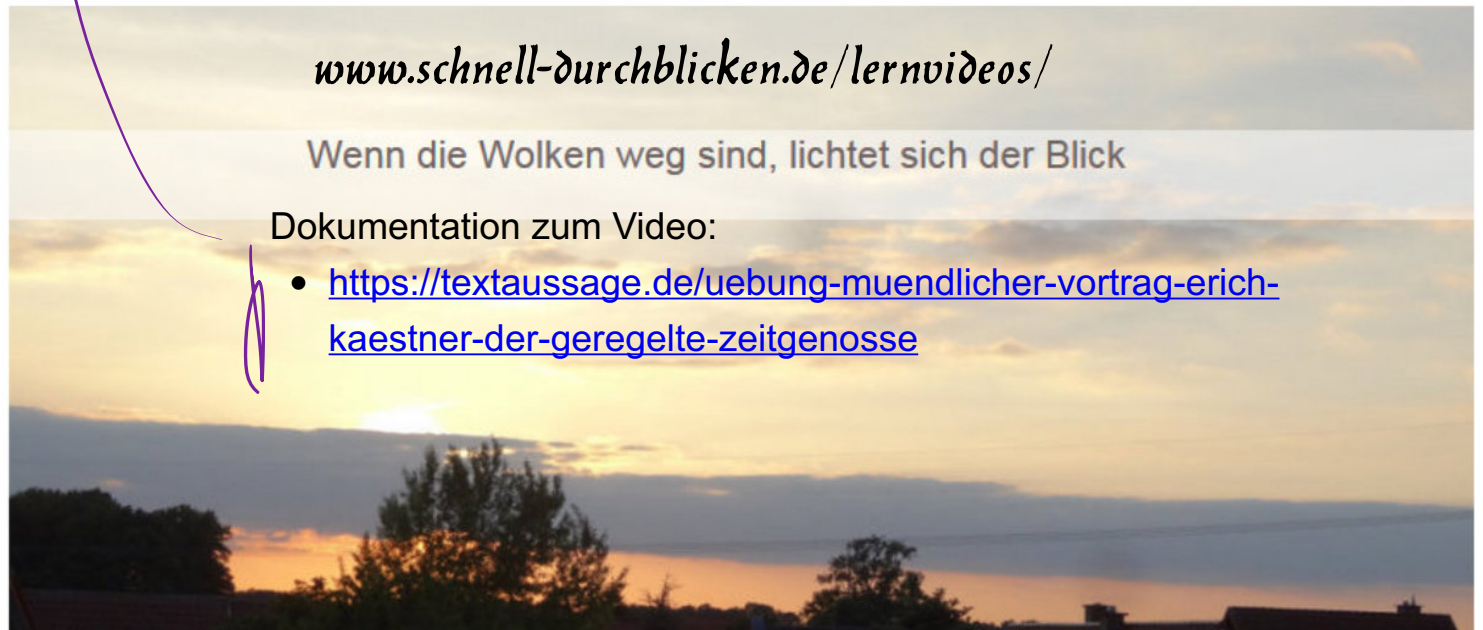 www.schnell-durchblicken.de/lernvideos/
Wenn die Wolken weg sind, lichtet sich der Blick
Dokumentation zum Video:
• https://textaussage.de/uebung-muendlicher-vortrag-erich-
kaestner-der-geregelte-zeitgenosse